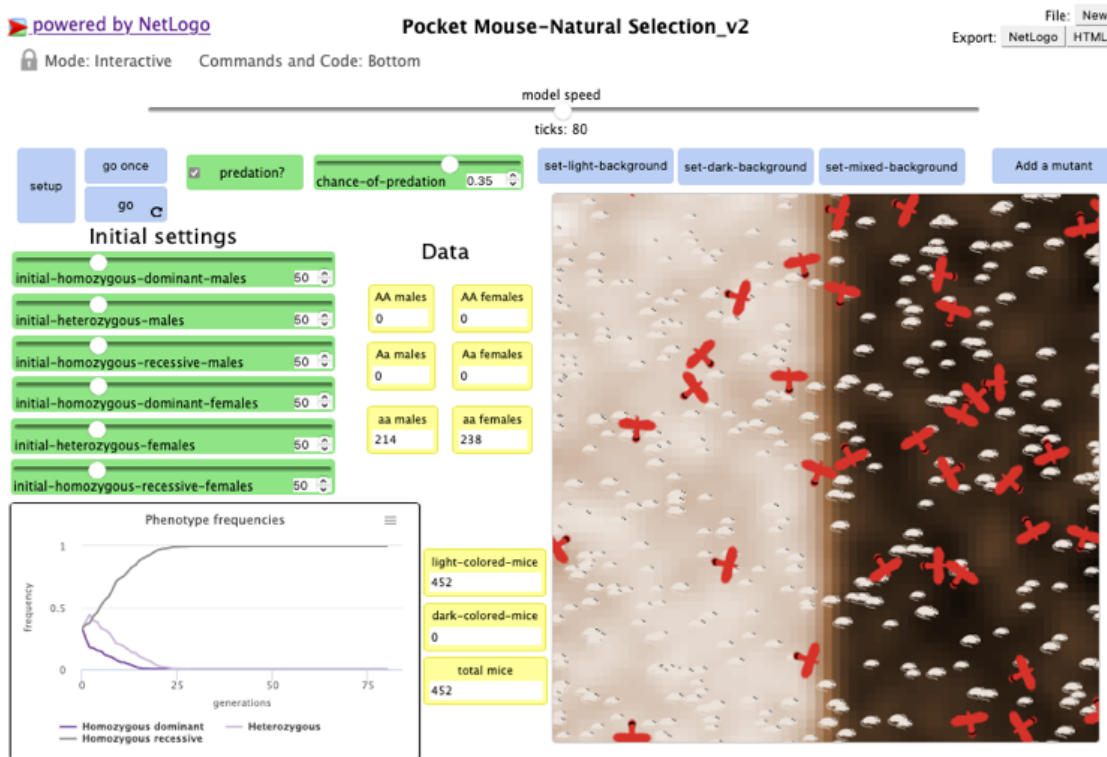 powered by NetLogo
Pocket Mouse-Natural Selection_v2
File: New
Export: NetLogo HTML
Mode: Interactive Commands and Code: Bottom
model speed
ticks: 80
setup
go once
go
predation?
chance-of-predation 0.35
set-light-background
set-dark-background
set-mixed-background
Add a mutant
Initial settings
initial-homozygous-dominant-males 50
initial-heterozygous-males 50
initial-homozygous-recessive-males 50
initial-homozygous-dominant-females 50
initial-heterozygous-females 50
initial-homozygous-recessive-females 50
Data
AA males
0
AA females
0
Aa males
0
Aa females
0
aa males
214
aa females
238
Phenotype frequencies
1
0.5
0
frequency
0 25 50 75
generations
Homozygous dominant Heterozygous
Homozygous recessive
light-colored-mice
452
dark-colored-mice
0
total mice
452